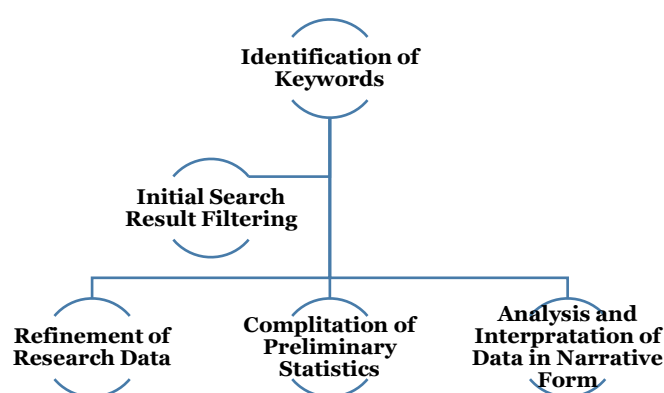 Identification of
Keywords
Initial Search
Result Filtering
Refinement of
Research Data
Complitation of
Preliminary
Statistics
Analysis and
Interpratation of
Data in Narrative
Form